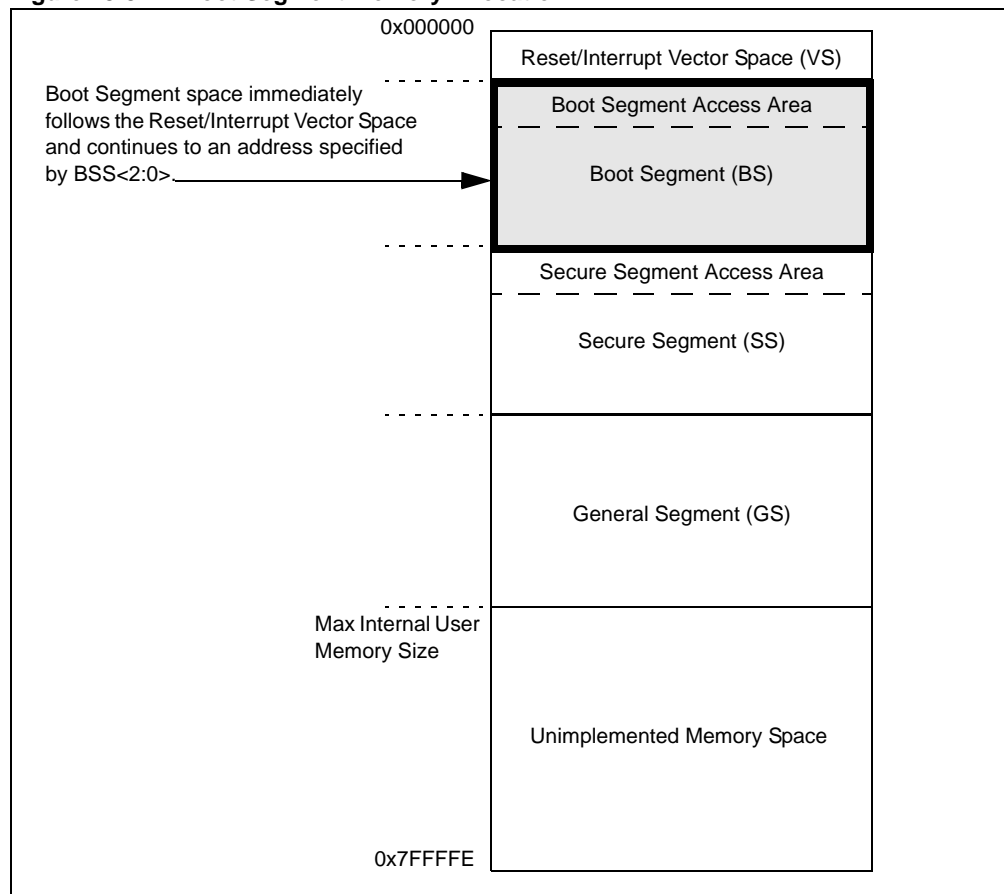 0x000000
Reset/Interrupt Vector Space (VS)
Boot Segment space immediately
follows the Reset/Interrupt Vector Space
and continues to an address specified
by BSS<2:0>.
Boot Segment Access Area
Boot Segment (BS)
Secure Segment Access Area
Secure Segment (SS)
General Segment (GS)
Max Internal User
Memory Size
Unimplemented Memory Space
0x7FFFFE